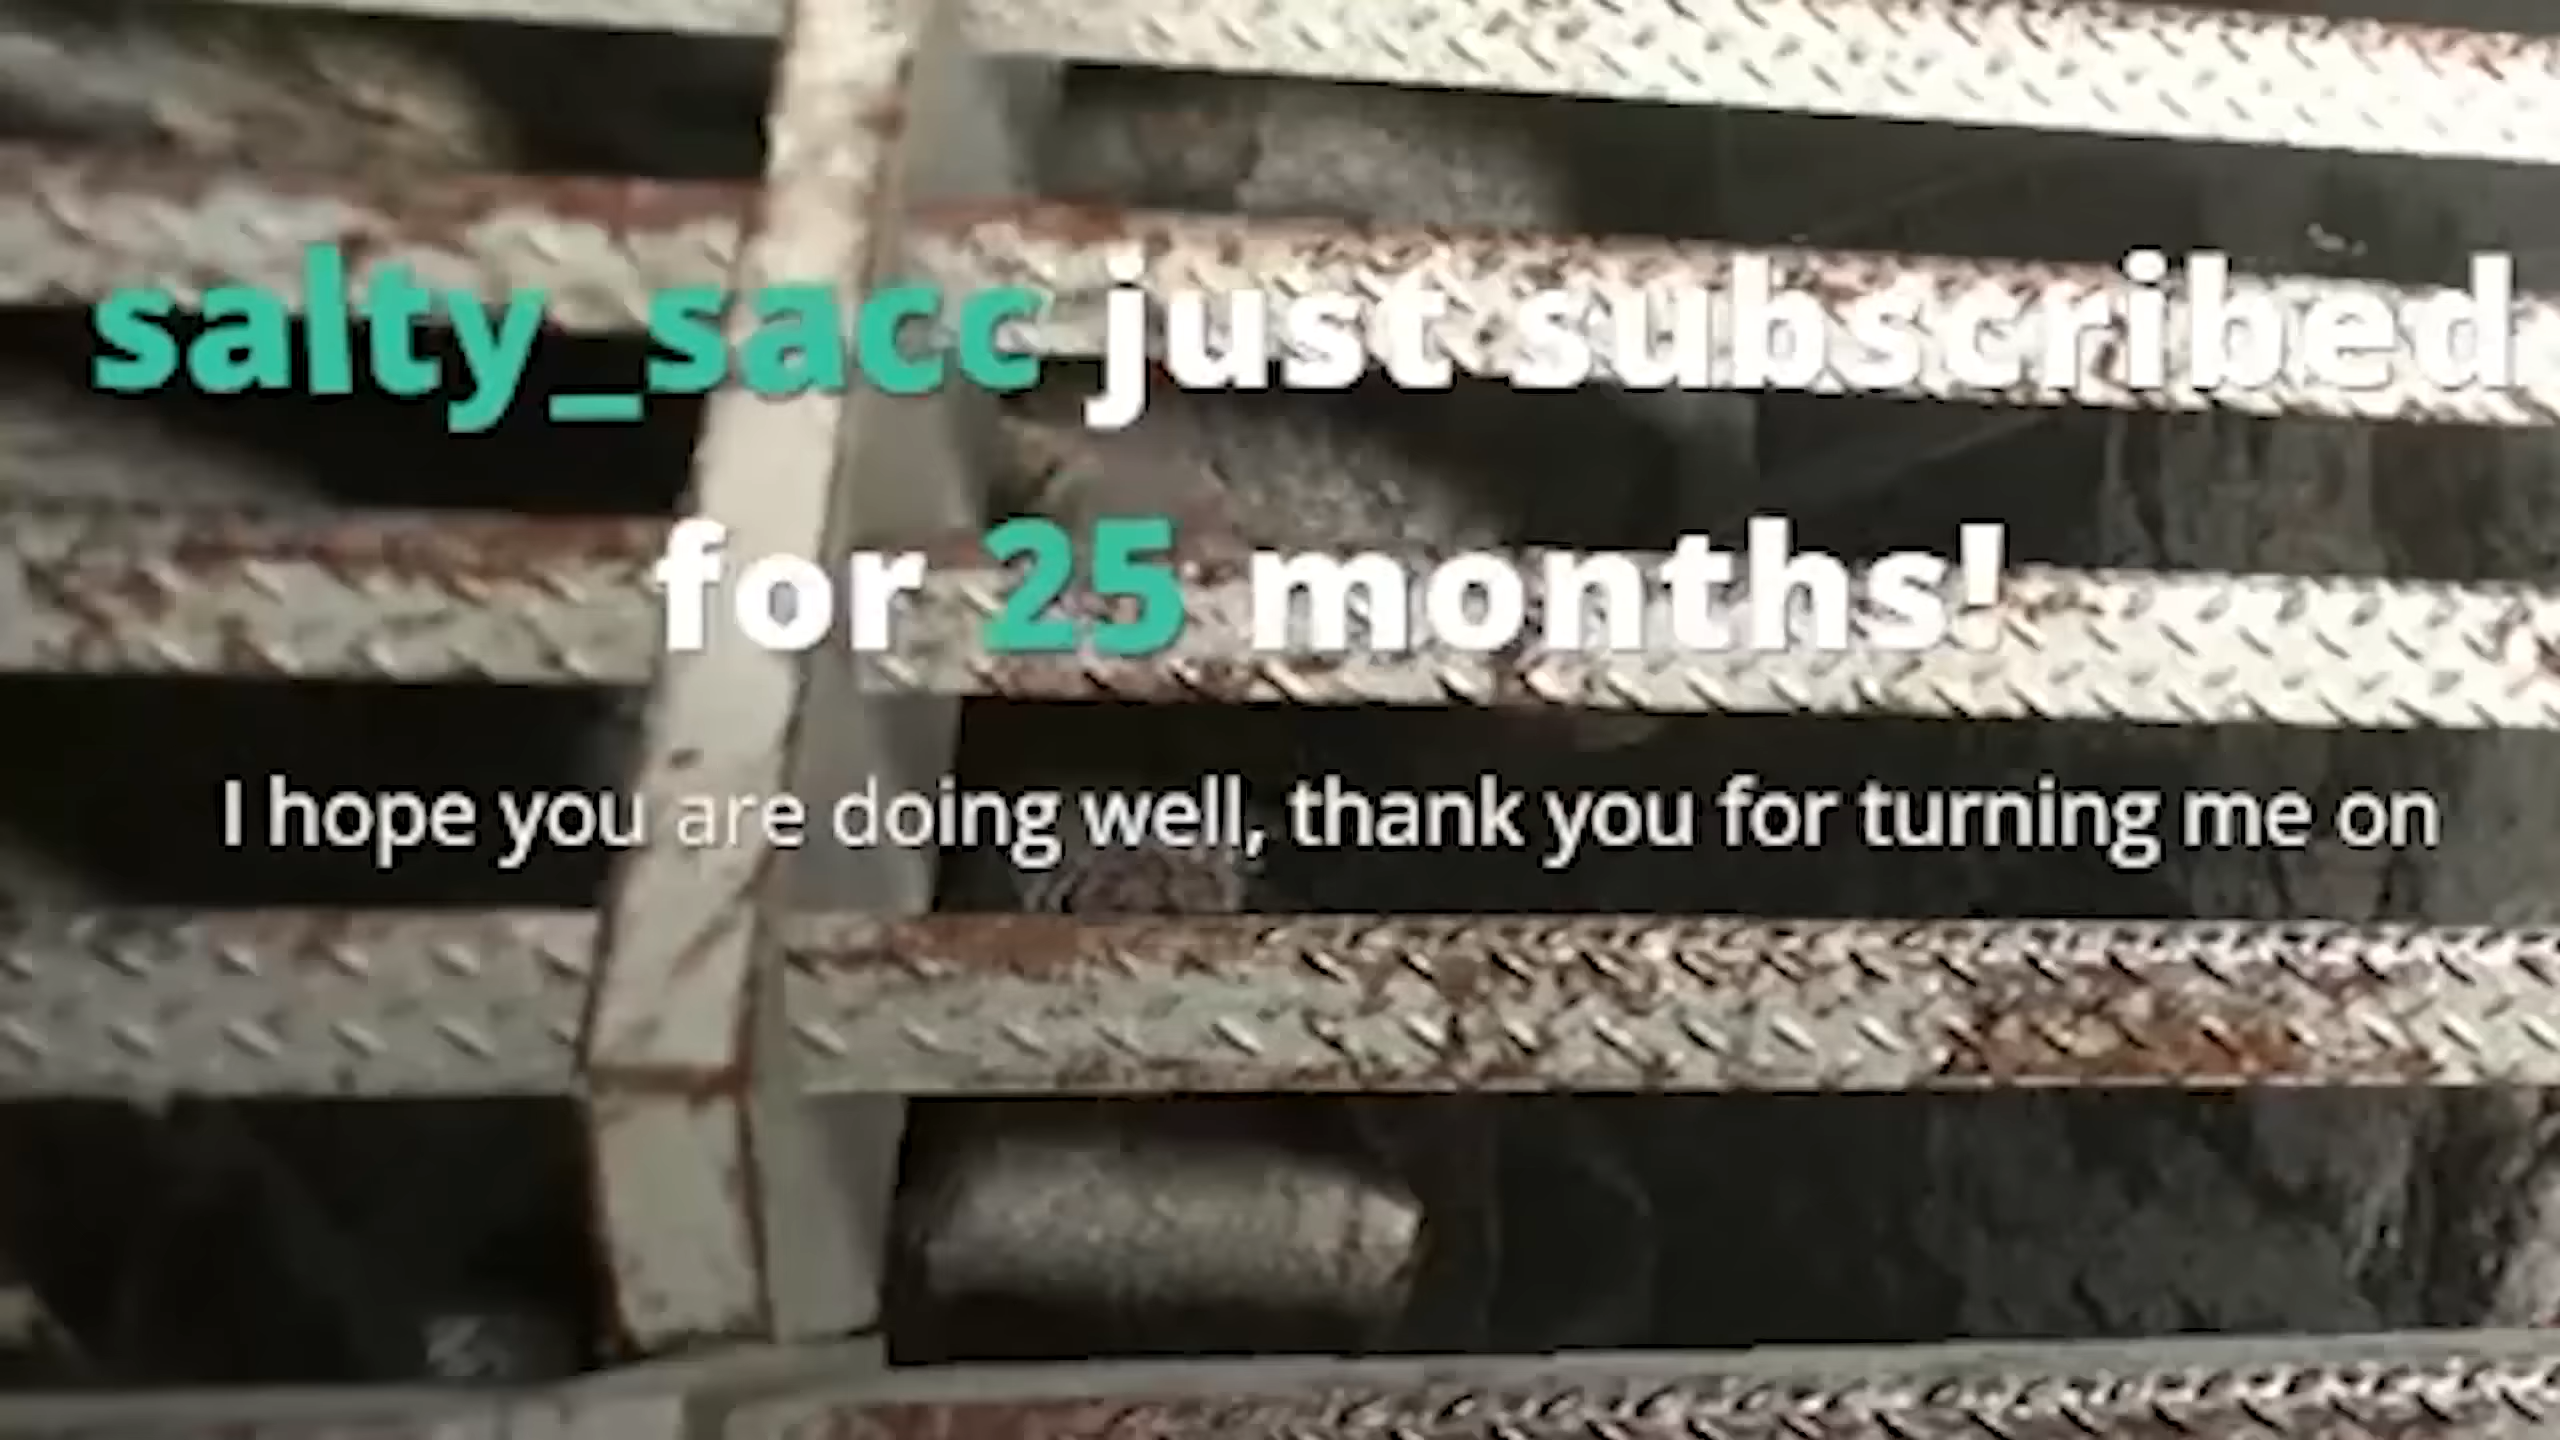 salty_sacc just subscribed
for 25 months!
I hope you are doing well, thank you for turning me on